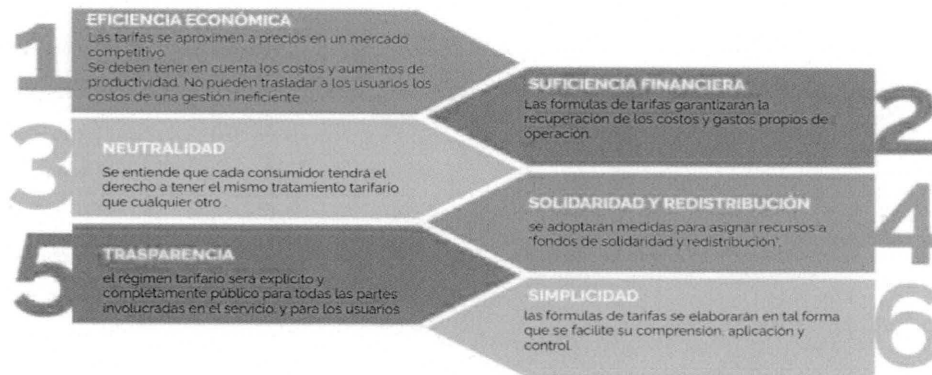 1
EFICIENCIA ECONÓMICA
Las tarifas se aproximen a precios en un mercado
competitivo
Se deben tener en cuenta los costos y aumentos de
productividad. No pueden trasladar a los usuarios los
costos de una gestión ineficiente
2
SUFICIENCIA FINANCIERA
Las fórmulas de tarifas garantizarán la
recuperación de los costos y gastos propios de
operación.
3
NEUTRALIDAD
Se entiende que cada consumidor tendrá el
derecho a tener el mismo tratamiento tarifario
que cualquier otro
4
SOLIDARIDAD Y REDISTRIBUCIÓN
se adoptarán medidas para asignar recursos a
"fondos de solidaridad y redistribución".
5
TRASPARENCIA
el régimen tarifario será explícito y
completamente público para todas las partes
involucradas en el servicio, y para los usuarios
6
SIMPLICIDAD
las fórmulas de tarifas se elaborarán en tal forma
que se facilite su comprensión, aplicación y
control.